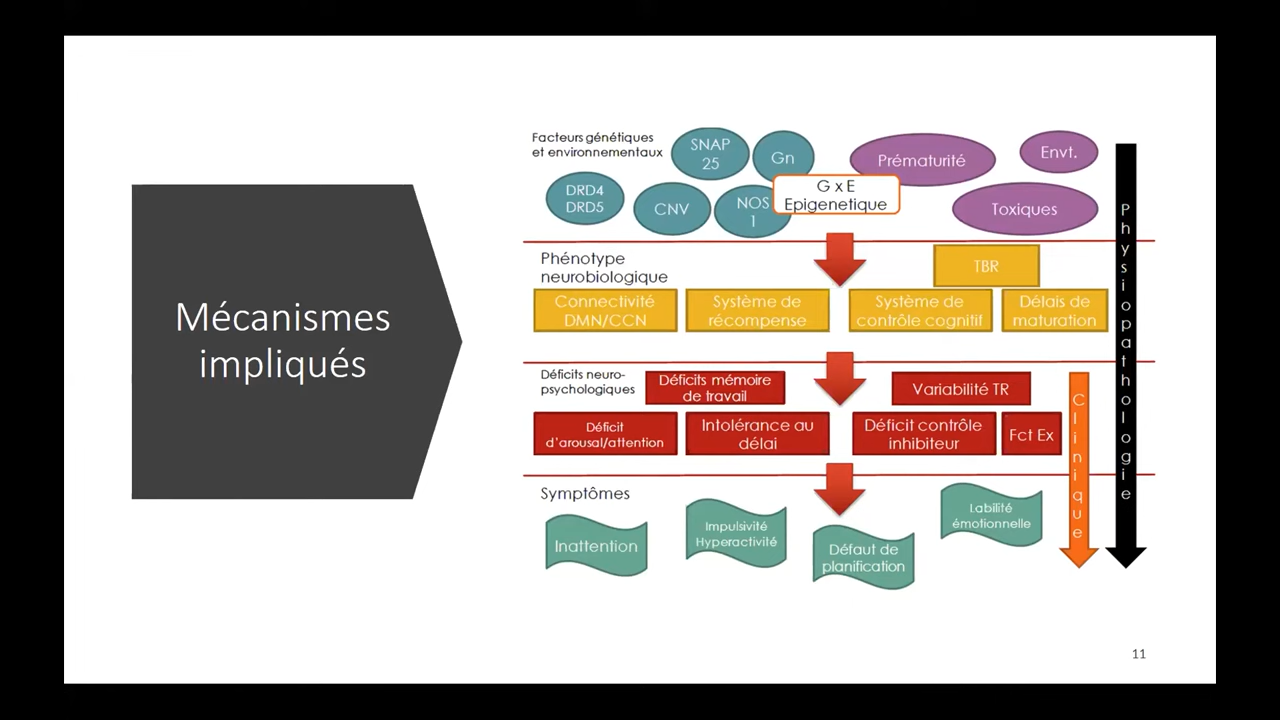 Mécanismes
impliqués
Facteurs génétiques
et environnementaux
SNAP
25
Gn
Prématurité
Envt.
DRD4
DRD5
CNV
NOS
1
G x E
Epigenetique
Toxiques
Phénotype
neurobiologique
TBR
Connectivité
DMN/CCN
Système de
récompense
Système de
contrôle cognitif
Délais de
maturation
Déficits neuro-
psychologiques
Déficits mémoire
de travail
Variabilité TR
Déficit
d'arousal/attention
Intolérance au
délai
Déficit contrôle
inhibiteur
Fct Ex
Symptômes
Inattention
Impulsivité
Hyperactivité
Défaut de
planification
Labilité
émotionnelle
Clinique
Physiopathologie
11